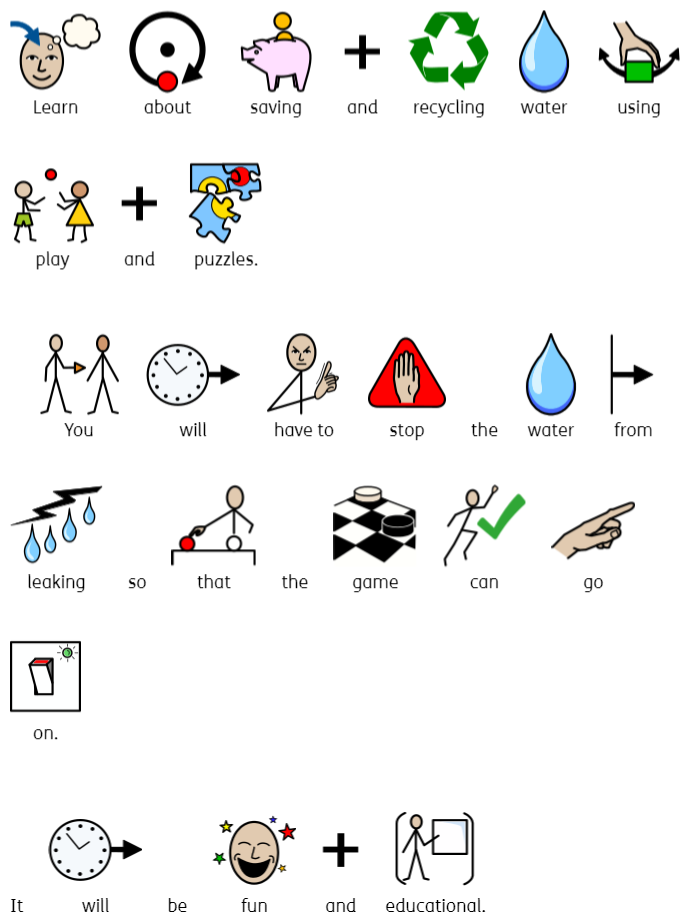 Learn about saving and recycling water using
play and puzzles.
You will have to stop the water from
leaking so that the game can go
on.
It will be fun and educational.